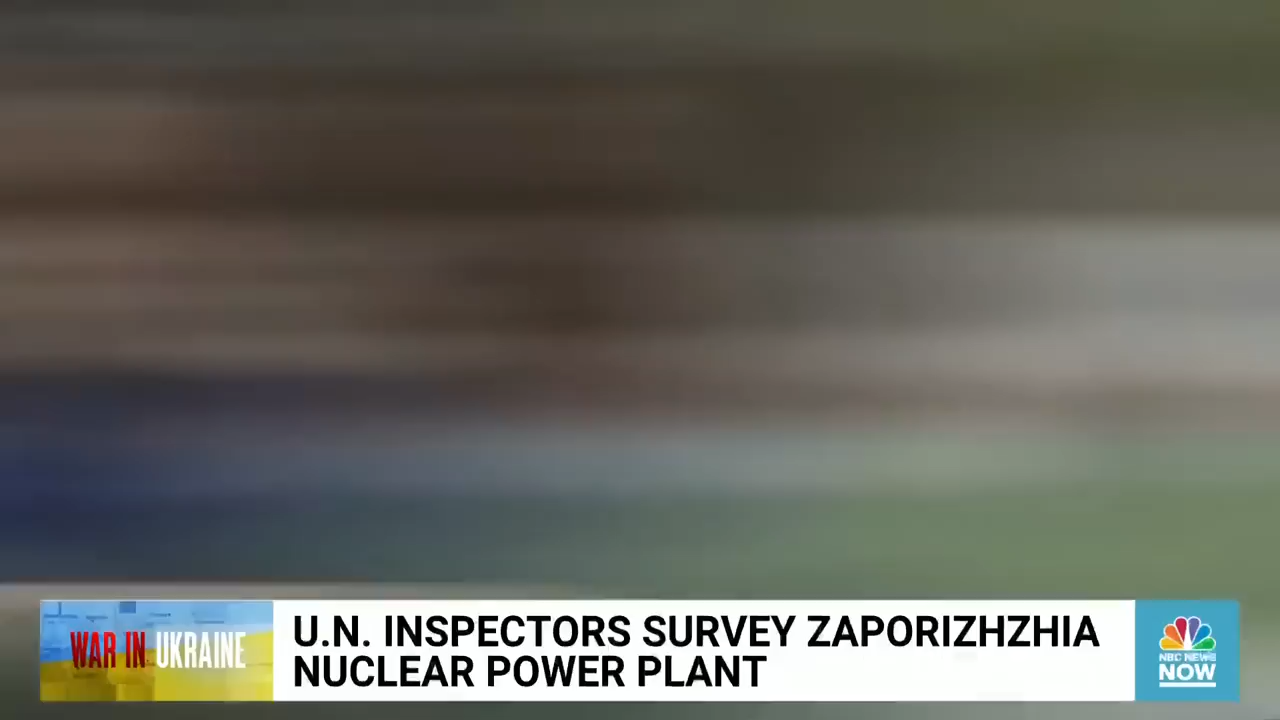 WAR IN UKRAINE
U.N. INSPECTORS SURVEY ZAPORIZHZHIA
NUCLEAR POWER PLANT
NBC NEWS
NOW